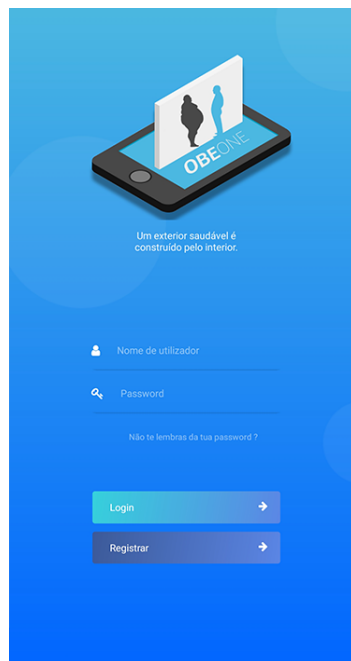 OBEONE
Um exterior saudável é
construído pelo interior.
Nome de utilizador
Password
Não te lembras da tua password ?
Login
Registrar